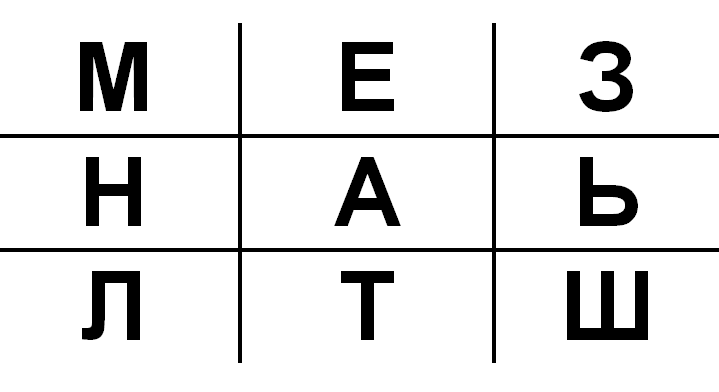 М Е З
Н А Ь
Л Т Ш